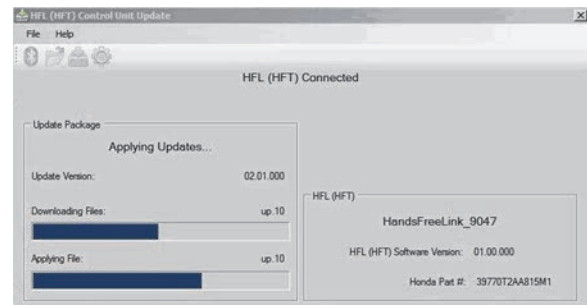 HFL (HFT) Control Unit Update
File Help
HFL (HFT) Connected
Update Package
Applying Updates...
Update Version: 02.01.000
Downloading Files: up.10
Applying File: up.10
HFL (HFT)
HandsFreeLink_9047
HFL (HFT) Software Version: 01.00.000
Honda Part #: 39770T2AA815M1